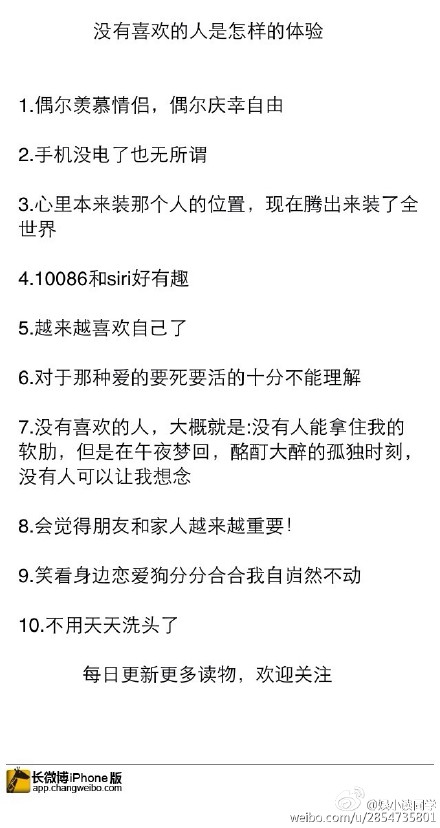 没有喜欢的人是怎样的体验
1.偶尔羡慕情侣，偶尔庆幸自由
2.手机没电了也无所谓
3.心里本来装那个人的位置，现在腾出来装了全
世界
4.10086和siri好有趣
5.越来越喜欢自己了
6.对于那种爱的要死要活的十分不能理解
7.没有喜欢的人，大概就是:没有人能拿住我的
软肋，但是在午夜梦回，酩酊大醉的孤独时刻，
没有人可以让我想念
8.会觉得朋友和家人越来越重要！
9.笑看身边恋爱狗分分合合我自岿然不动
10.不用天天洗头了
每日更新更多读物，欢迎关注
长微博iPhone版
app.changweibo.com
weibo.com/u/2854735801